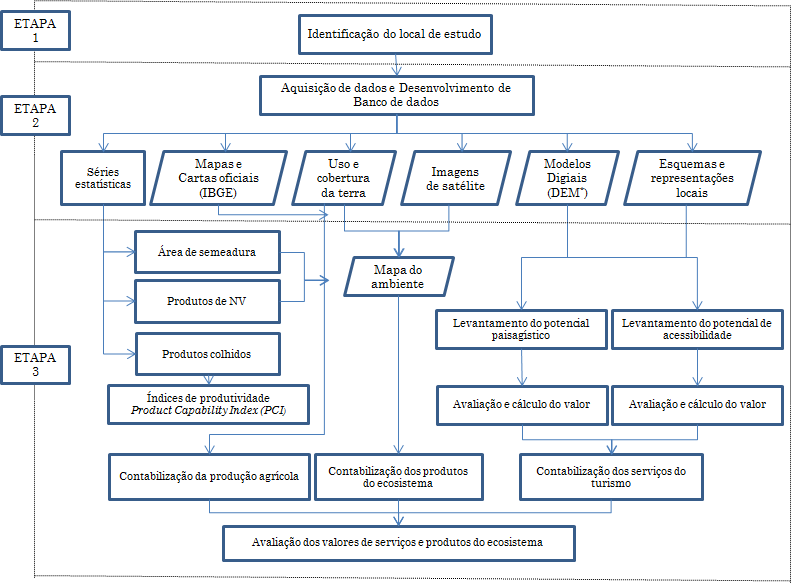 ETAPA
1
Identificação do local de estudo
ETAPA
2
Aquisição de dados e Desenvolvimento de
Banco de dados
Séries
estatísticas
Mapas e
Cartas oficiais
(IBGE)
Uso e
cobertura
da terra
Imagens
de satélite
Modelos
Digiais
(DEM*)
Esquemas e
representações
locais
ETAPA
3
Área de semeadura
Produtos de NV
Produtos colhidos
Índices de produtividade
Product Capability Index (PCI)
Mapa do
ambiente
Levantamento do potencial
paisagístico
Levantamento do potencial de
acessibilidade
Avaliação e cálculo do valor
Avaliação e cálculo do valor
Contabilização da produção agrícola
Contabilização dos produtos
do ecosistema
Contabilização dos serviços do
turismo
Avaliação dos valores de serviços e produtos do ecosistema